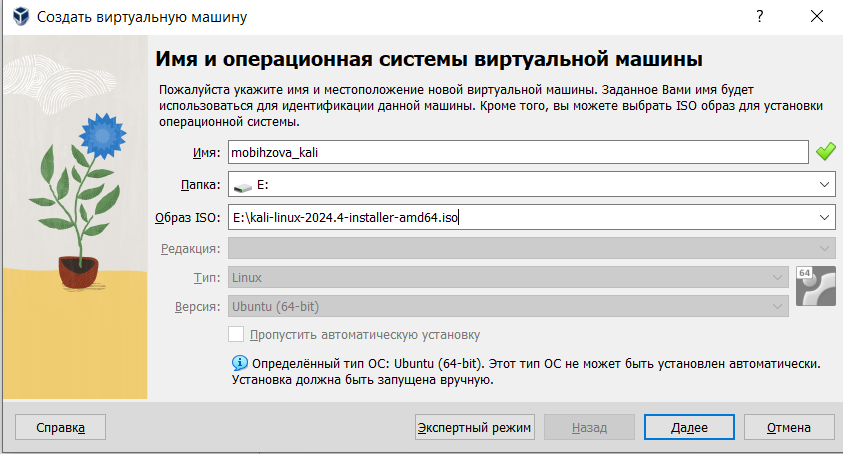 Создать виртуальную машину
Имя и операционная системы виртуальной машины
Пожалуйста укажите имя и местоположение новой виртуальной машины. Заданное Вами имя будет
использоваться для идентификации данной машины. Кроме того, вы можете выбрать ISO образ для установки
операционной системы.
Имя: mobihzova_kali
Папка: E:
Образ ISO: E:\kali-linux-2024.4-installer-amd64.iso
Редакция:
Тип: Linux
64
Версия: Ubuntu (64-bit)
Пропустить автоматическую установку
Определённый тип ОС: Ubuntu (64-bit). Этот тип ОС не может быть установлен автоматически.
Установка должна быть запущена вручную.
Справка Экспертный режим Назад Далее Отмена